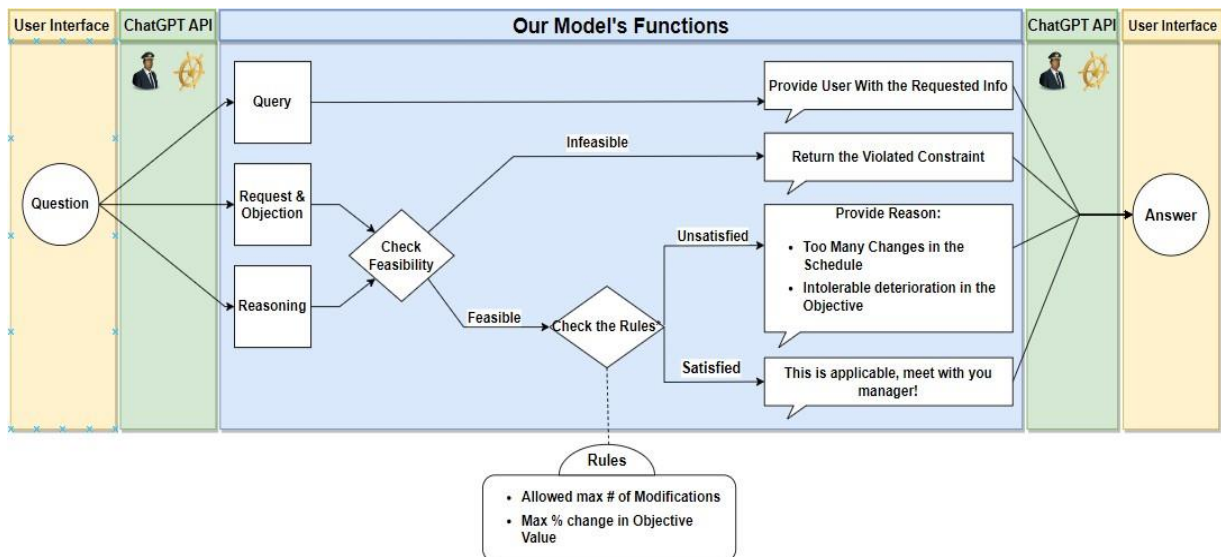 User Interface
ChatGPT API
Our Model's Functions
ChatGPT API
User Interface
Query
Provide User With the Requested Info
Infeasible
Return the Violated Constraint
Question
Request &
Objection
Check
Feasibility
Unsatisfied
Provide Reason:
• Too Many Changes in the
Schedule
• Intolerable deterioration in the
Objective
Answer
Reasoning
Feasible
Check the Rules*
Satisfied
This is applicable, meet with you
manager!
Rules
• Allowed max # of Modifications
• Max % change in Objective
Value